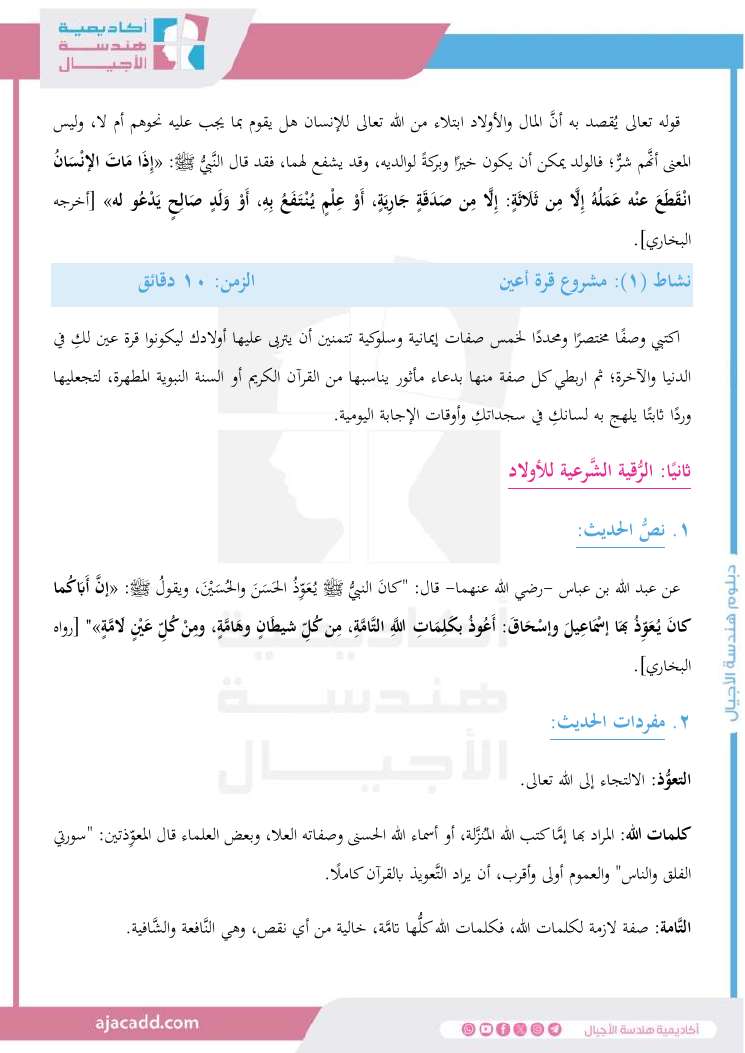 أكاديمية
هندسة
الأجيال
قوله تعالى يُقصد به أنَّ المال والأولاد ابتلاء من الله تعالى للإنسان هل يقوم بما يجب عليه نحوهم أم لا، وليس
المعنى أنَّهم شرٌّ؛ فالولد يمكن أن يكون خيرًا وبركةً لوالديه، وقد يشفع لهما، فقد قال النَّبيُّ ﷺ: «إِذَا مَاتَ الإنْسَانُ
انْقَطَعَ عنْه عَمَلُهُ إِلَّا مِن ثَلَاثَةٍ: إِلَّا مِن صَدَقَةٍ جَارِيَةٍ، أَوْ عِلْمٍ يُنْتَفَعُ بِهِ، أَوْ وَلَدٍ صَالِحٍ يَدْعُو له» [أخرجه
البخاري].
نشاط (١): مشروع قرة أعين الزمن: ١٠ دقائق
اكتبي وصفًا مختصرًا ومحددًا لخمس صفات إيمانية وسلوكية تتمنين أن يتربى عليها أولادك ليكونوا قرة عين لكِ في
الدنيا والآخرة؛ ثم اربطي كل صفة منها بدعاء مأثور يناسبها من القرآن الكريم أو السنة النبوية المطهرة، لتجعليها
وردًا ثابتًا يلهج به لسانكِ في سجداتكِ وأوقات الإجابة اليومية.
ثانيًا: الرُّقية الشَّرعية للأولاد
١. نصُّ الحديث:
عن عبد الله بن عباس –رضي الله عنهما– قال: "كانَ النبيُّ ﷺ يُعَوِّذُ الحَسَنَ والحُسَيْنَ، ويقولُ ﷺ: «إنَّ أَبَاكُما
كانَ يُعَوِّذُ بهَا إسْمَاعِيلَ وإسْحَاقَ: أَعُوذُ بكَلِمَاتِ اللهِ التَّامَّةِ، مِن كُلِّ شيطَانٍ وهَامَّةٍ، ومِنْ كُلِّ عَيْنٍ لَامَّةٍ»" [رواه
البخاري].
٢. مفردات الحديث:
التعوُّذ: الالتجاء إلى الله تعالى.
كلمات الله: المراد بها إمَّا كتب الله المُنزَّلة، أو أسماء الله الحسنى وصفاته العلا، وبعض العلماء قال المعوِّذتين: "سورتي
الفلق والناس" والعموم أولى وأقرب، أن يراد التَّعويذ بالقرآن كاملًا.
التَّامة: صفة لازمة لكلمات الله، فكلمات الله كلُّها تامَّة، خالية من أي نقص، وهي النَّافعة والشَّافية.
أكاديمية
هندسة
الأجيال
دبلوم هندسة الأجيال
ajacadd.com
أكاديمية هندسة الأجيال